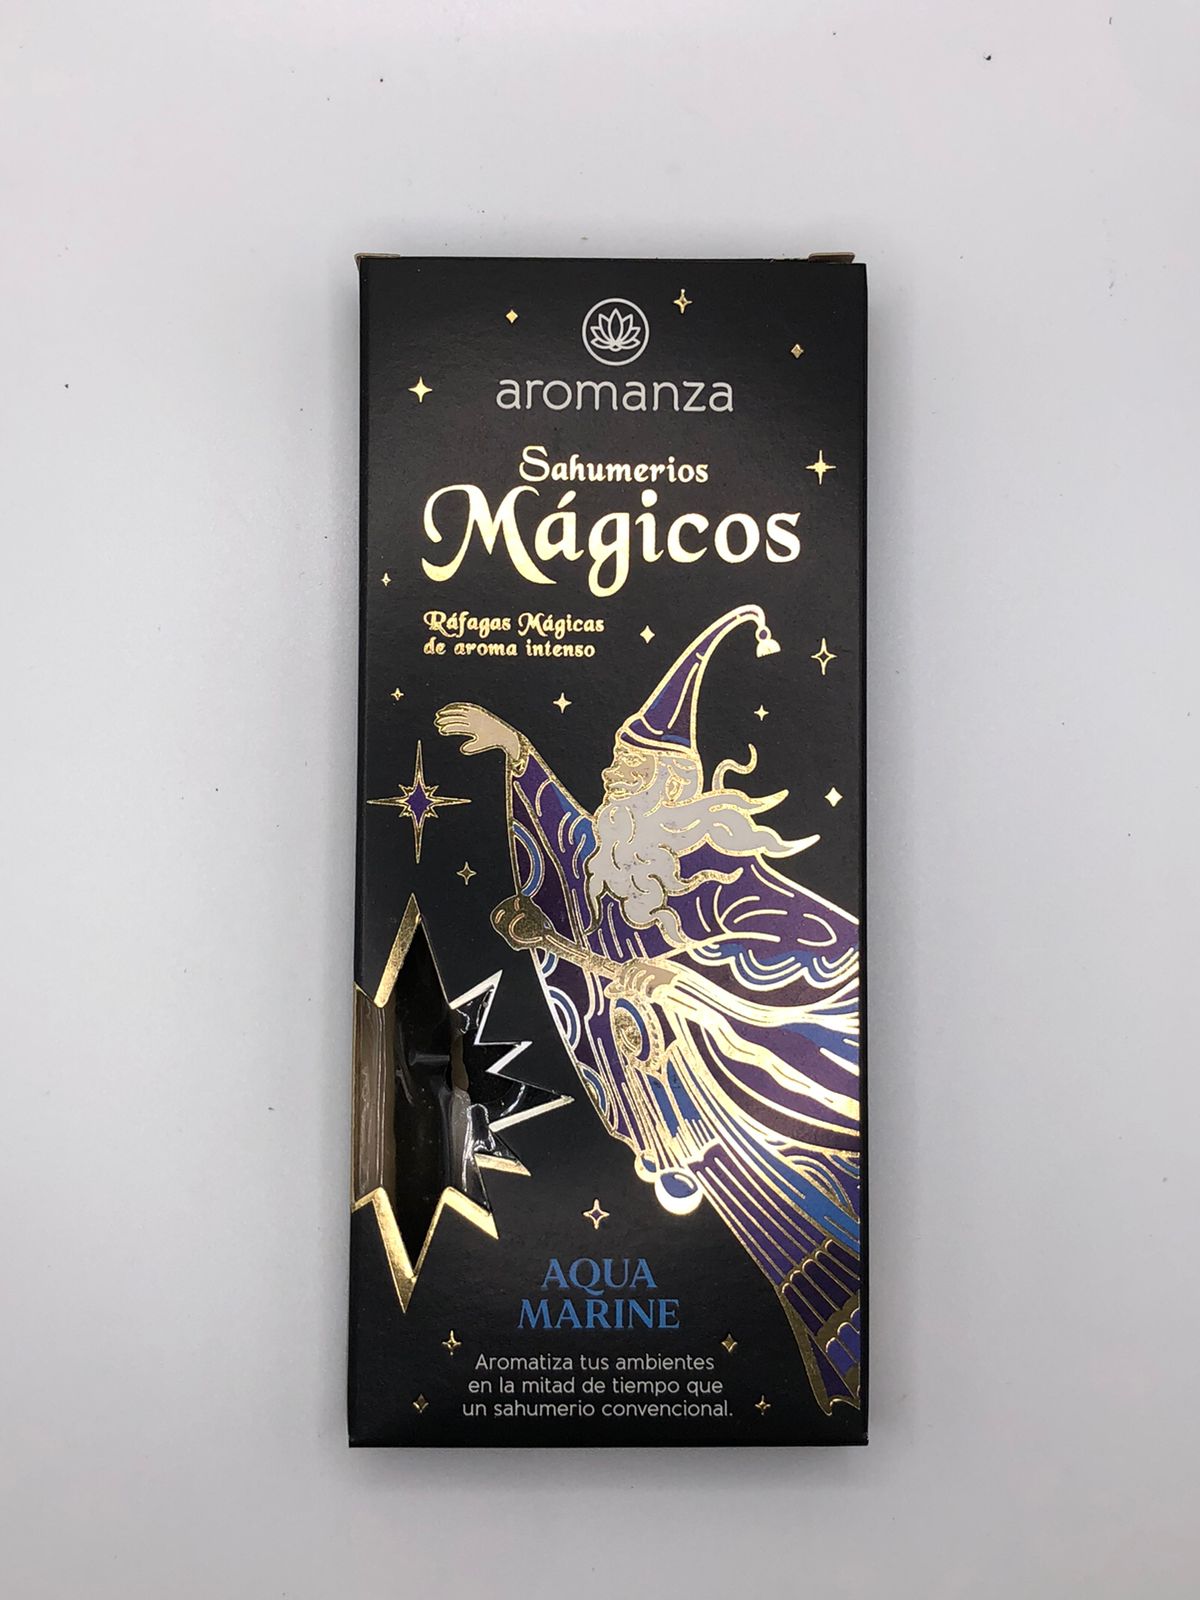 aromanza
Sahumerios
Mágicos
Ráfagas Mágicas
de aroma intenso
AQUA
MARINE
Aromatiza tus ambientes
en la mitad de tiempo que
un sahumerio convencional.